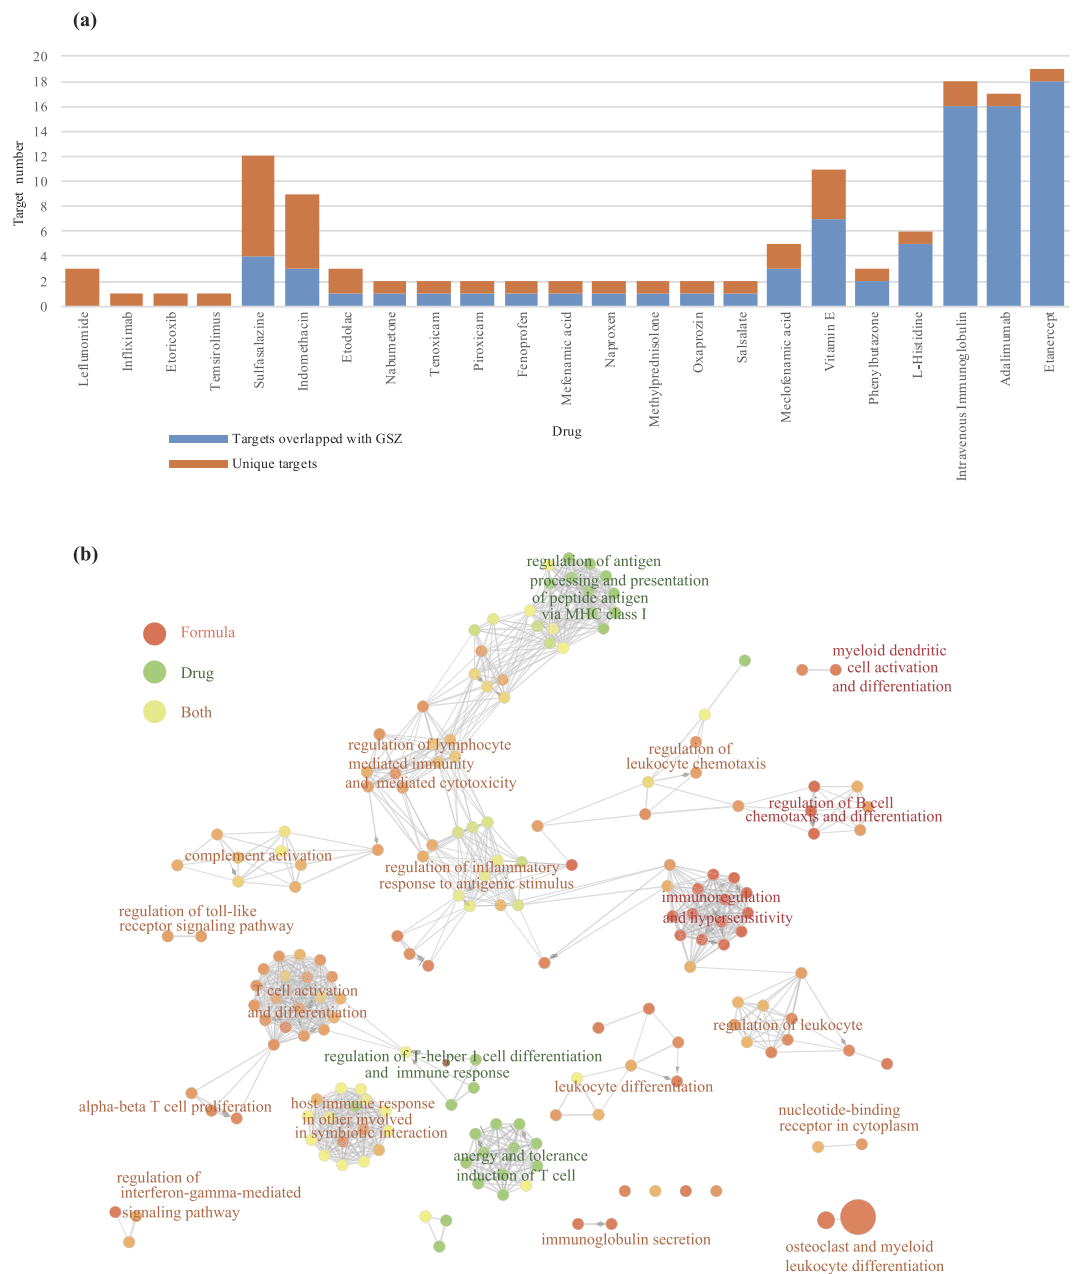 (a)
20
18
16
14
12
10
8
6
4
2
0
Target number
Leflunomide
Infliximab
Etoricoxib
Temsirolimus
Sulfasalazine
Indomethacin
Etodolac
Nabumetone
Tenoxicam
Piroxicam
Fenoprofen
Mefenamic acid
Naproxen
Methylprednisolone
Oxaprozin
Salsalate
Meclofenamic acid
Vitamin E
Phenylbutazone
L-Histidine
Intravenous Immunoglobulin
Adalimumab
Etanercept
Drug
Targets overlapped with GSZ
Unique targets
(b)
Formula
Drug
Both
regulation of antigen
processing and presentation
of peptide antigen
via MHC class I
myeloid dendritic
cell activation
and differentiation
regulation of lymphocyte
mediated immunity
and mediated cytotoxicity
regulation of
leukocyte chemotaxis
regulation of B cell
chemotaxis and differentiation
complement activation
regulation of inflammatory
response to antigenic stimulus
immunoregulation
and hypersensitivity
regulation of toll-like
receptor signaling pathway
T cell activation
and differentiation
regulation of leukocyte
regulation of T-helper 1 cell differentiation
and immune response
leukocyte differentiation
alpha-beta T cell proliferation
host immune response
in other involved
in symbiotic interaction
nucleotide-binding
receptor in cytoplasm
anergy and tolerance
induction of T cell
regulation of
interferon-gamma-mediated
signaling pathway
immunoglobulin secretion
osteoclast and myeloid
leukocyte differentiation